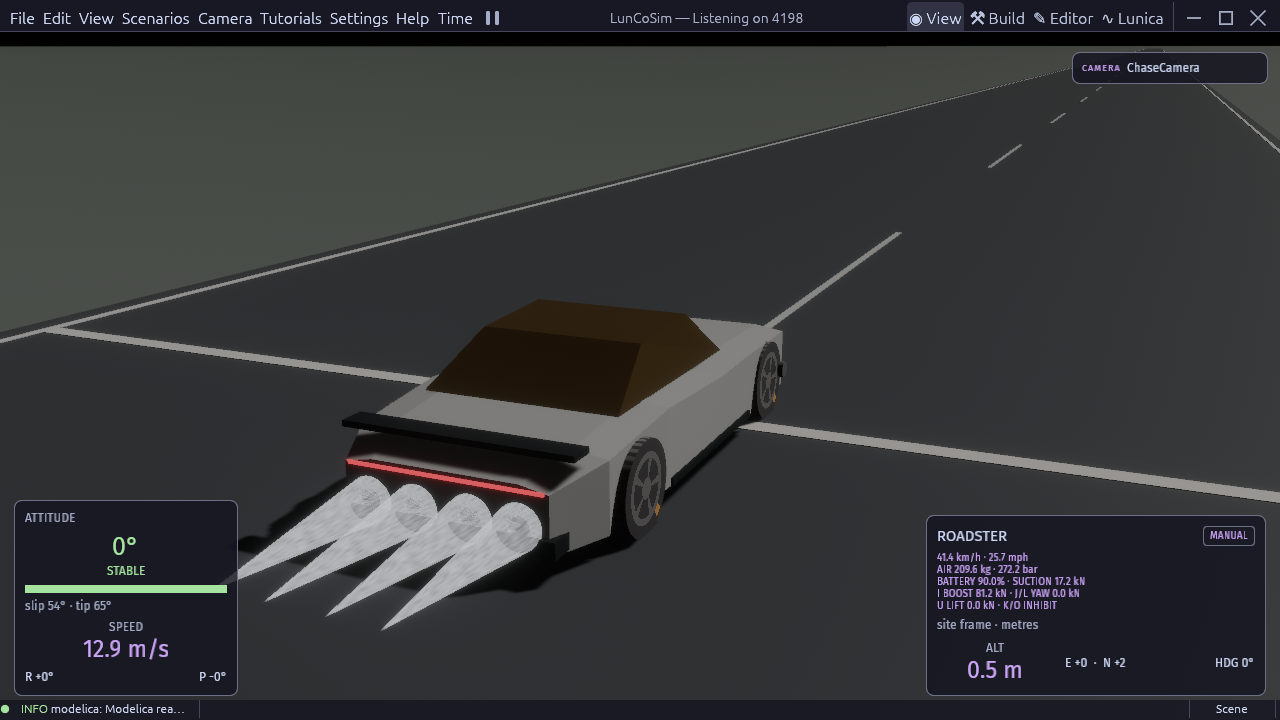 File Edit View Scenarios Camera Tutorials Settings Help Time
LunCoSim — Listening on 4198
View Build Editor Lunica
CAMERA ChaseCamera
ATTITUDE
0°
STABLE
slip 54° · tip 65°
SPEED
12.9 m/s
R +0° P -0°
ROADSTER MANUAL
41.4 km/h · 25.7 mph
AIR 209.6 kg · 272.2 bar
BATTERY 90.0% · SUCTION 17.2 kN
I BOOST 81.2 kN · J/L YAW 0.0 kN
U LIFT 0.0 kN · K/O INHIBIT
site frame · metres
ALT
0.5 m
E +0 · N +2
HDG 0°
INFO modelica: Modelica rea...
Scene